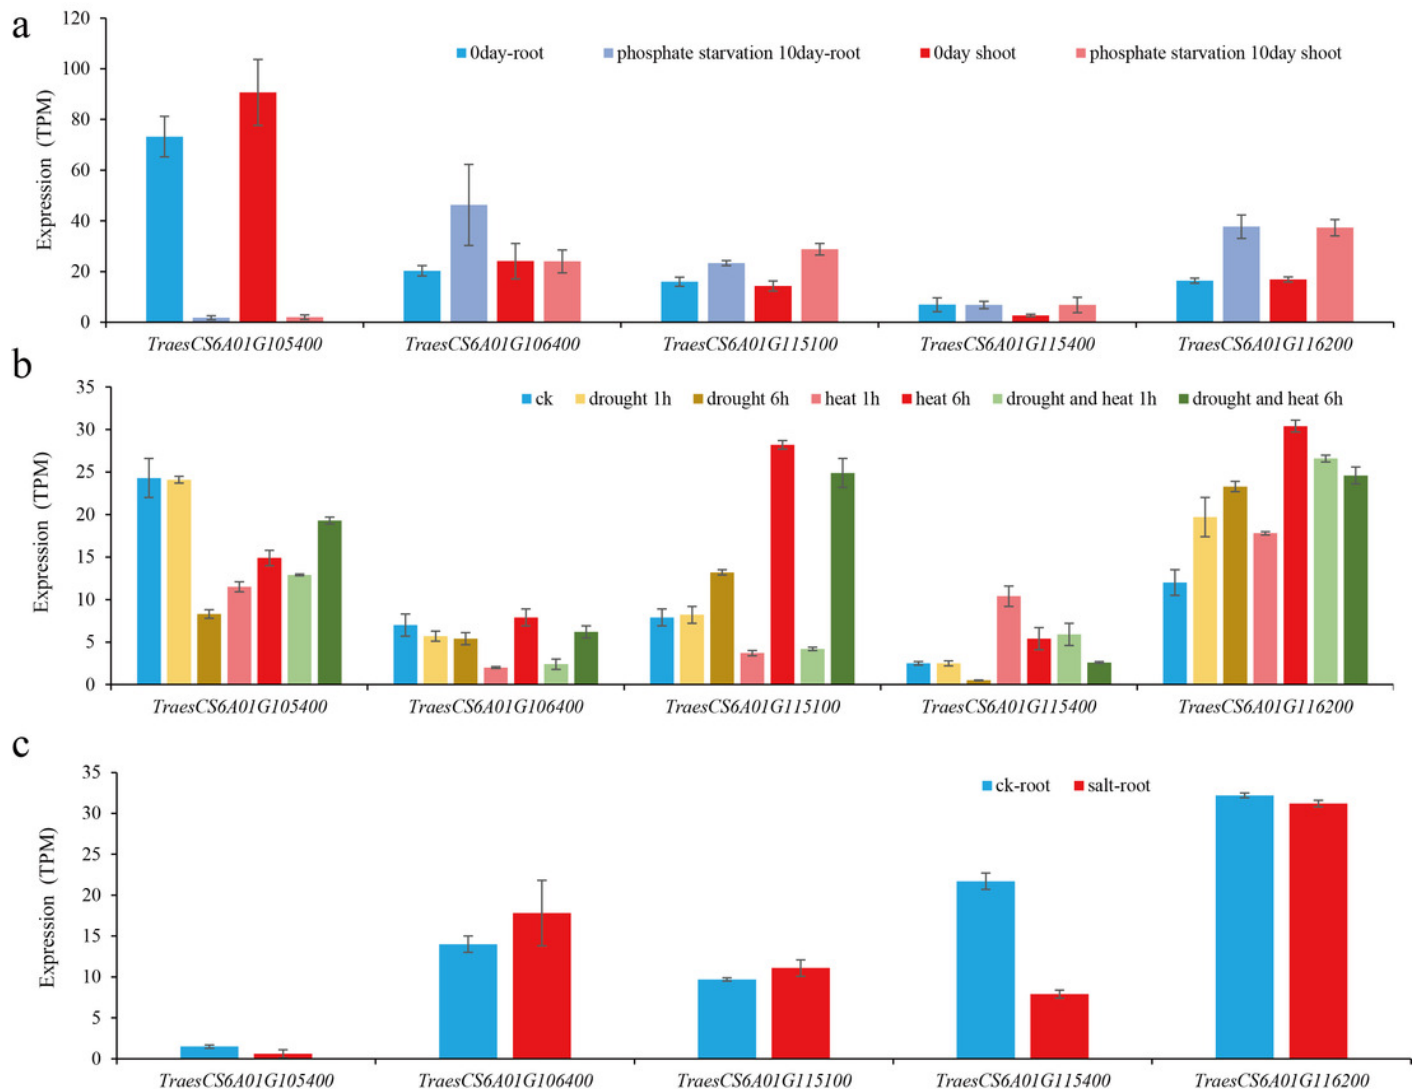 a
120
100
80
60
40
20
0
Expression (TPM)
0day-root phosphate starvation 10day-root 0day shoot phosphate starvation 10day shoot
TraesCS6A01G105400 TraesCS6A01G106400 TraesCS6A01G115100 TraesCS6A01G115400 TraesCS6A01G116200
b
35
30
25
20
15
10
5
0
Expression (TPM)
ck drought 1h drought 6h heat 1h heat 6h drought and heat 1h drought and heat 6h
TraesCS6A01G105400 TraesCS6A01G106400 TraesCS6A01G115100 TraesCS6A01G115400 TraesCS6A01G116200
c
35
30
25
20
15
10
5
0
Expression (TPM)
ck-root salt-root
TraesCS6A01G105400 TraesCS6A01G106400 TraesCS6A01G115100 TraesCS6A01G115400 TraesCS6A01G116200